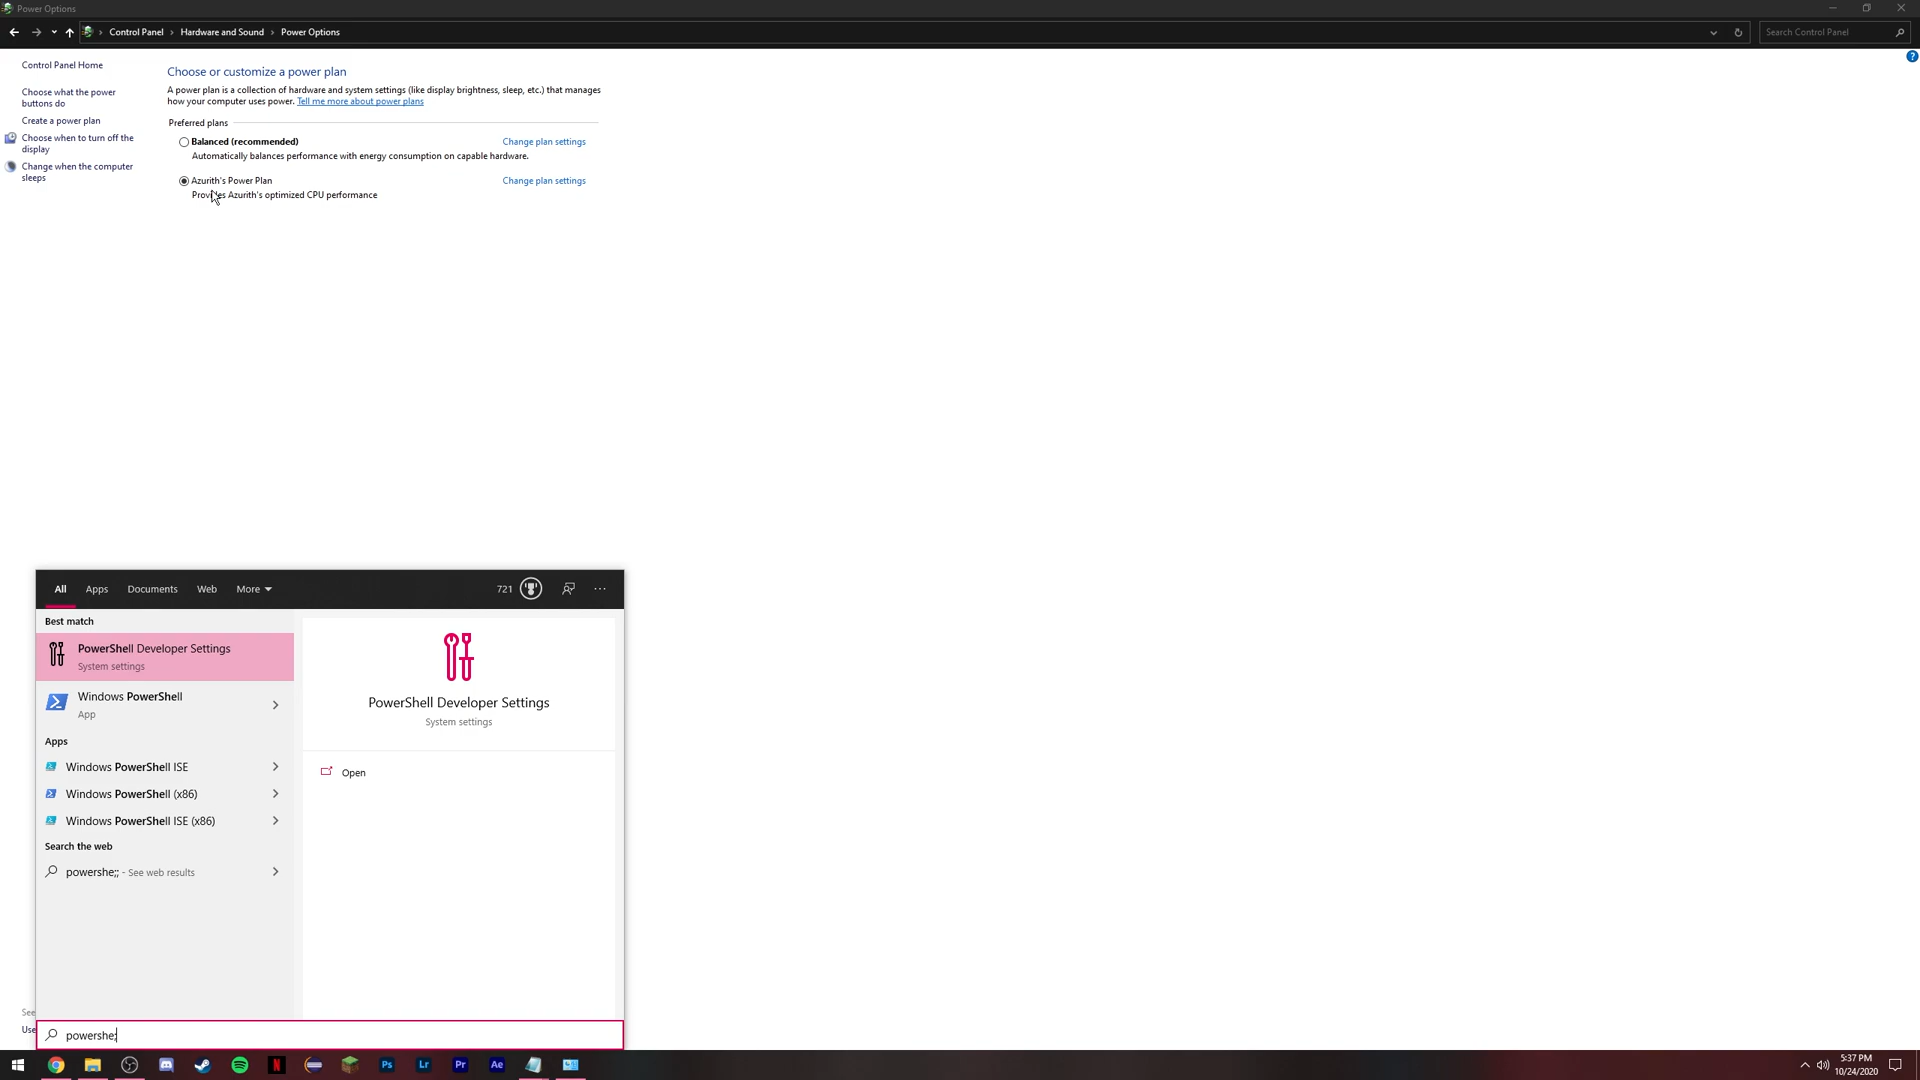 Power Options
Control Panel > Hardware and Sound > Power Options
Search Control Panel
Control Panel Home
Choose what the power
buttons do
Create a power plan
Choose when to turn off the
display
Change when the computer
sleeps
Choose or customize a power plan
A power plan is a collection of hardware and system settings (like display brightness, sleep, etc.) that manages
how your computer uses power. Tell me more about power plans
Preferred plans
Balanced (recommended)
Change plan settings
Automatically balances performance with energy consumption on capable hardware.
Azurith's Power Plan
Change plan settings
Provides Azurith's optimized CPU performance
All
Apps
Documents
Web
More
721
Best match
PowerShell Developer Settings
System settings
Windows PowerShell
App
Apps
Windows PowerShell ISE
Windows PowerShell (x86)
Windows PowerShell ISE (x86)
Search the web
powershe;; - See web results
PowerShell Developer Settings
System settings
Open
See
Use
powershe;
Ps
Lr
Pr
Ae
5:37 PM
10/24/2020